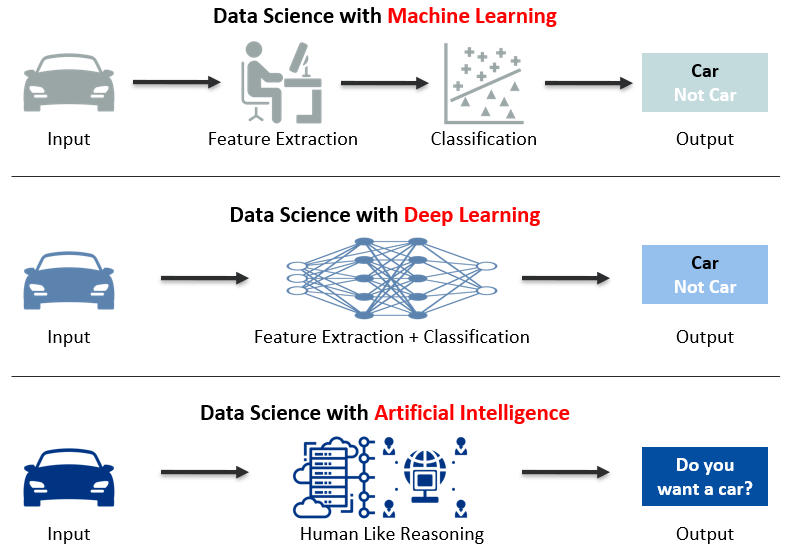 Data Science with Machine Learning
Car
Not Car
Input
Feature Extraction
Classification
Output
Data Science with Deep Learning
Car
Not Car
Input
Feature Extraction + Classification
Output
Data Science with Artificial Intelligence
Do you
want a car?
Input
Human Like Reasoning
Output